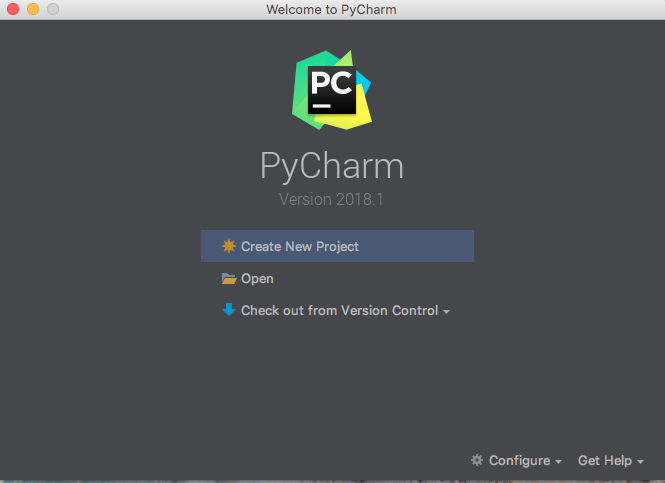 Welcome to PyCharm
PC
PyCharm
Version 2018.1
Create New Project
Open
Check out from Version Control
Configure
Get Help